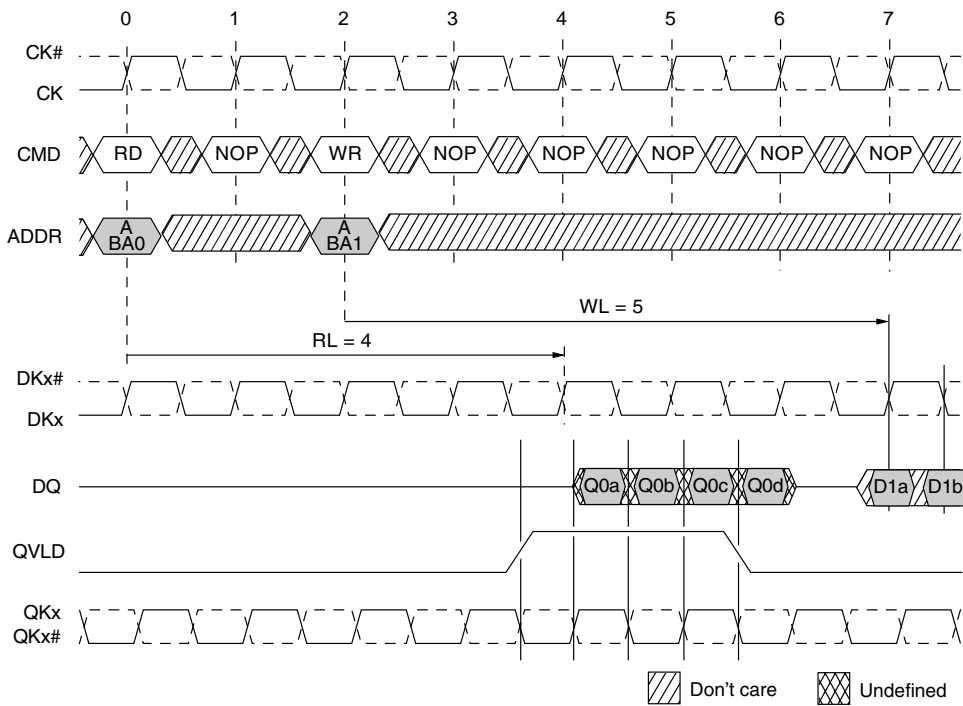 0 1 2 3 4 5 6 7
CK#
CK
CMD RD NOP WR NOP NOP NOP NOP NOP
ADDR A BA0 A BA1
WL = 5
RL = 4
DKx#
DKx
DQ Q0a Q0b Q0c Q0d D1a D1b
QVLD
QKx
QKx#
Don't care Undefined